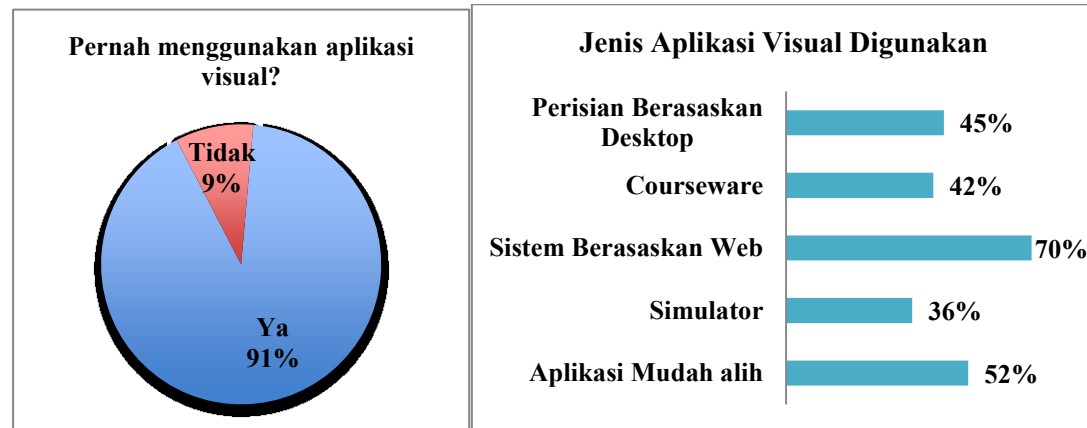 Pernah menggunakan aplikasi
visual?
Tidak
9%
Ya
91%
Jenis Aplikasi Visual Digunakan
Perisian Berasaskan
Desktop
45%
Courseware
42%
Sistem Berasaskan Web
70%
Simulator
36%
Aplikasi Mudah alih
52%